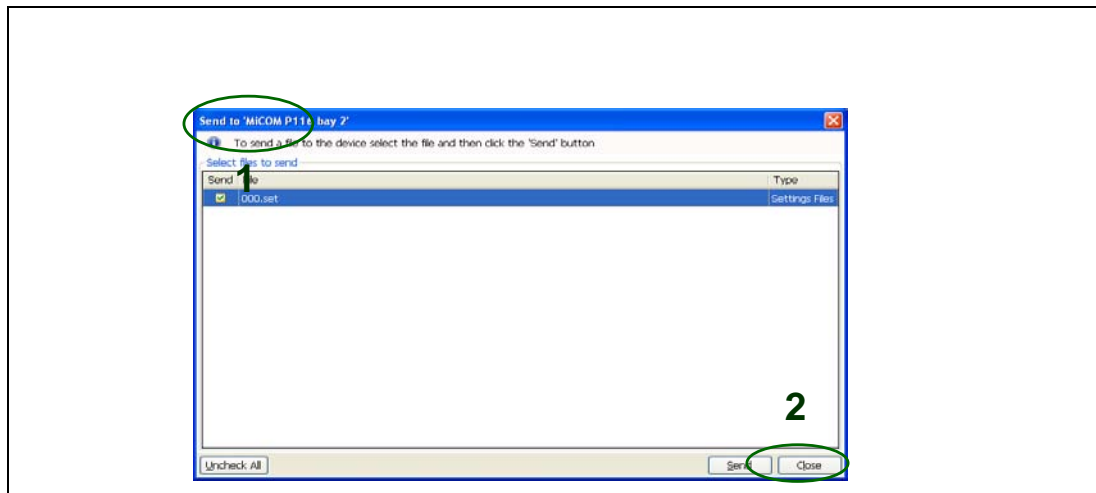 Send to 'MiCOM P116 bay 2'
To send a file to the device select the file and then click the 'Send' button
Select files to send
1
Send File Type
000.set Settings Files
2
Uncheck All Send Close